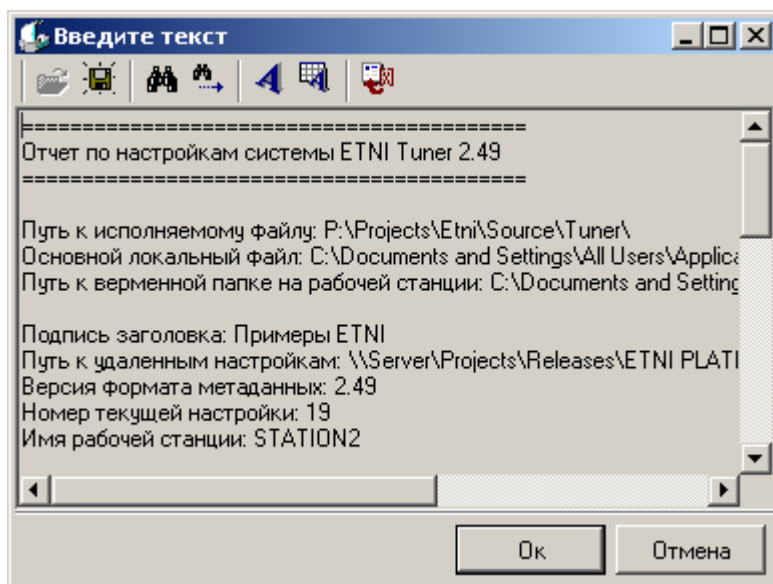 Введите текст
============================================
Отчет по настройкам системы ETNI Tuner 2.49
============================================
Путь к исполняемому файлу: P:\Projects\Etni\Source\Tuner\
Основной локальный файл: C:\Documents and Settings\All Users\Applica
Путь к верменной папке на рабочей станции: C:\Documents and Setting
Подпись заголовка: Примеры ETNI
Путь к удаленным настройкам: \\Server\Projects\Releases\ETNI PLATI
Версия формата метаданных: 2.49
Номер текущей настройки: 19
Имя рабочей станции: STATION2
Ок Отмена